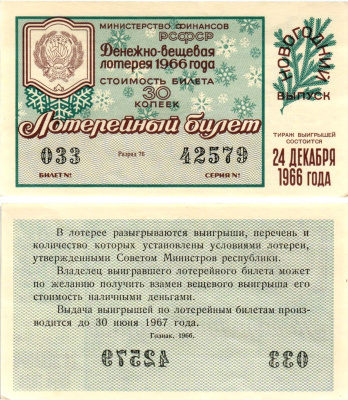 МИНИСТЕРСТВО ФИНАНСОВ
РСФСР
Денежно-вещевая
лотерея 1966 года
СТОИМОСТЬ БИЛЕТА
30
КОПЕЕК
НОВОГОДНИЙ
ВЫПУСК
Лотерейный билет
033
Разряд 76
42579
БИЛЕТ №
СЕРИЯ №
ТИРАЖ ВЫИГРЫШЕЙ
СОСТОИТСЯ
24 ДЕКАБРЯ
1966 ГОДА
В лотерее разыгрываются выигрыши, перечень и
количество которых установлены условиями лотереи,
утвержденными Советом Министров республики.
Владелец выигравшего лотерейного билета может
по желанию получить взамен вещевого выигрыша его
стоимость наличными деньгами.
Выдача выигрышей по лотерейным билетам произ-
водится до 30 июня 1967 года.
Гознак. 1966.
42579
033